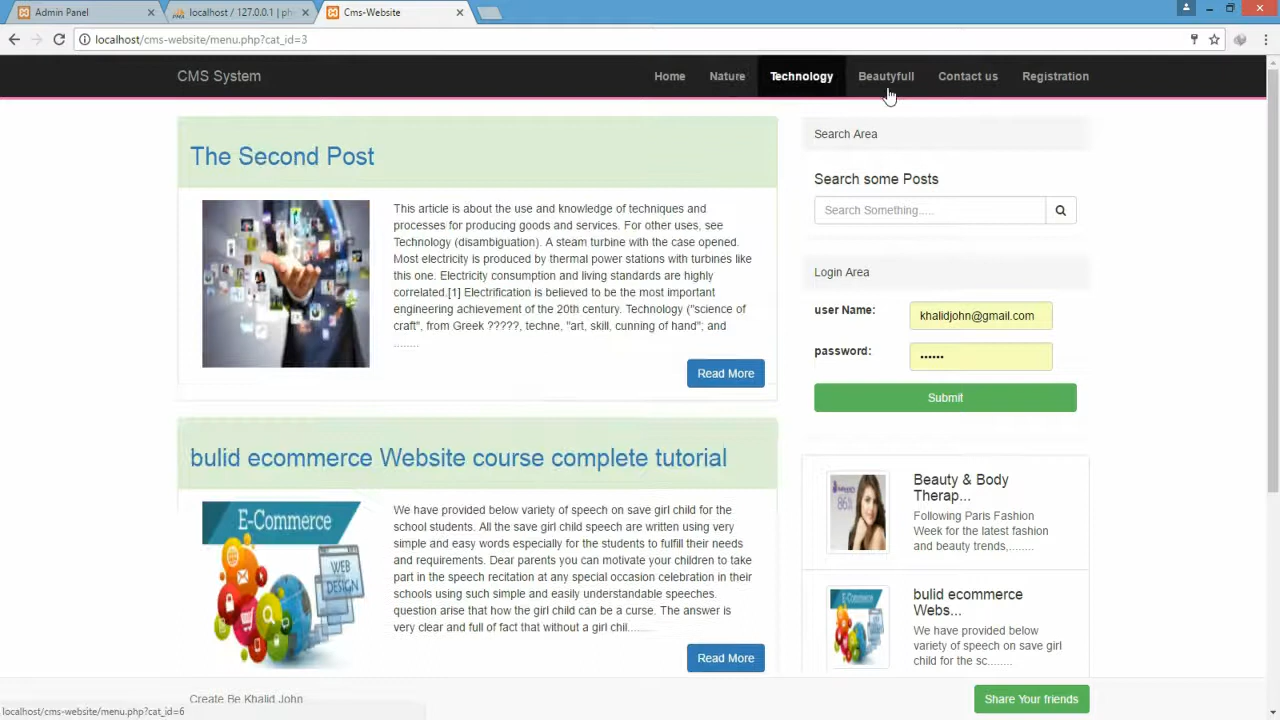 Admin Panel
localhost / 127.0.0.1 | ph
Cms-Website
localhost/cms-website/menu.php?cat_id=3
CMS System
Home
Nature
Technology
Beautyfull
Contact us
Registration
The Second Post
This article is about the use and knowledge of techniques and
processes for producing goods and services. For other uses, see
Technology (disambiguation). A steam turbine with the case opened.
Most electricity is produced by thermal power stations with turbines like
this one. Electricity consumption and living standards are highly
correlated.[1] Electrification is believed to be the most important
engineering achievement of the 20th century. Technology ("science of
craft", from Greek ?????, techne, "art, skill, cunning of hand"; and
........
Read More
bulid ecommerce Website course complete tutorial
E-Commerce
WEB
DESIGN
We have provided below variety of speech on save girl child for the
school students. All the save girl child speech are written using very
simple and easy words especially for the students to fulfill their needs
and requirements. Dear parents you can motivate your children to take
part in the speech recitation at any special occasion celebration in their
schools using such simple and easily understandable speeches.
question arise that how the girl child can be a curse. The answer is
very clear and full of fact that without a girl chil........
Read More
Search Area
Search some Posts
Search Something.....
Login Area
user Name:
khalidjohn@gmail.com
password:
••••••
Submit
Beauty & Body
Therap...
Following Paris Fashion
Week for the latest fashion
and beauty trends,........
bulid ecommerce
Webs...
We have provided below
variety of speech on save girl
child for the sc........
Create Be Khalid John
Share Your friends
localhost/cms-website/menu.php?cat_id=6